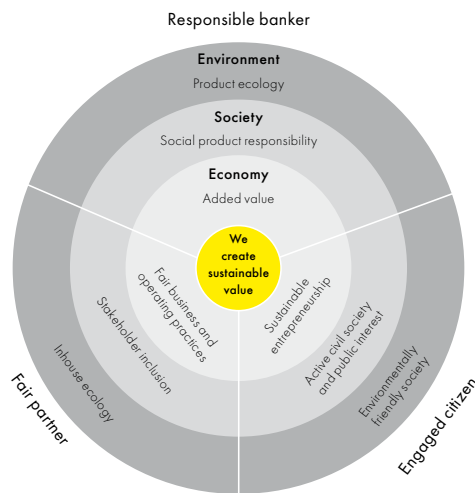 Responsible banker
Environment
Product ecology
Society
Social product responsibility
Economy
Added value
We
create
sustainable
value
Fair business and
operating practices
Stakeholder inclusion
Inhouse ecology
Fair partner
Sustainable
entrepreneurship
Active civil society
and public interest
Environmentally
friendly society
Engaged citizen